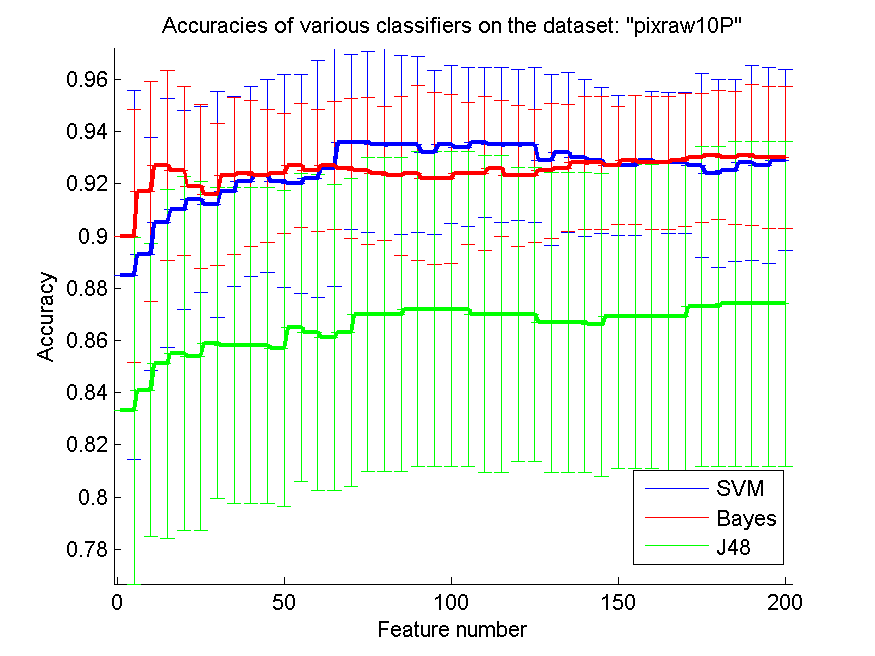 Accuracies of various classifiers on the dataset: "pixraw10P"
0.96
0.94
0.92
0.9
0.88
0.86
0.84
0.82
0.8
0.78
Accuracy
SVM
Bayes
J48
0 50 100 150 200
Feature number